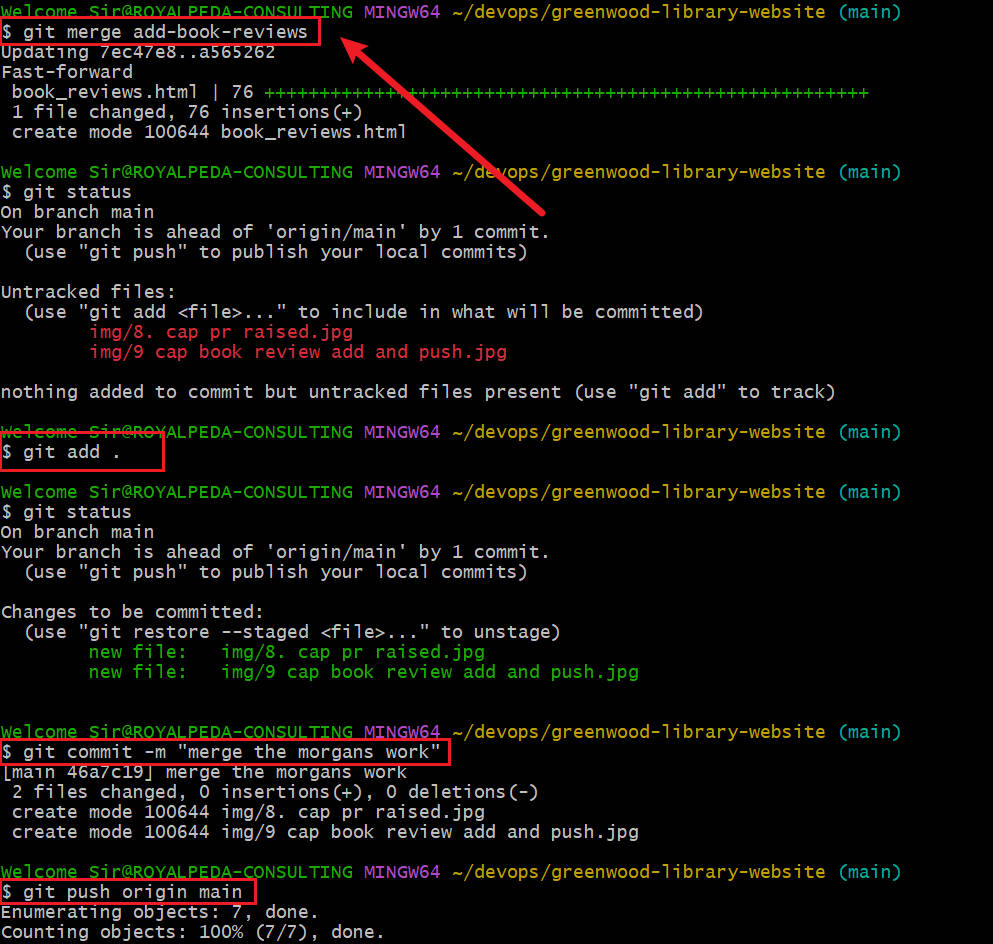 Welcome Sir@ROYALPEDA-CONSULTING MINGW64 ~/devops/greenwood-library-website (main)
$ git merge add-book-reviews
Updating 7ec47e8..a565262
Fast-forward
 book_reviews.html | 76 +++++++++++++++++++++++++++++++++++++++++++++++++++++++
 1 file changed, 76 insertions(+)
 create mode 100644 book_reviews.html

Welcome Sir@ROYALPEDA-CONSULTING MINGW64 ~/devops/greenwood-library-website (main)
$ git status
On branch main
Your branch is ahead of 'origin/main' by 1 commit.
  (use "git push" to publish your local commits)

Untracked files:
  (use "git add <file>..." to include in what will be committed)
        img/8. cap pr raised.jpg
        img/9 cap book review add and push.jpg

nothing added to commit but untracked files present (use "git add" to track)

Welcome Sir@ROYALPEDA-CONSULTING MINGW64 ~/devops/greenwood-library-website (main)
$ git add .

Welcome Sir@ROYALPEDA-CONSULTING MINGW64 ~/devops/greenwood-library-website (main)
$ git status
On branch main
Your branch is ahead of 'origin/main' by 1 commit.
  (use "git push" to publish your local commits)

Changes to be committed:
  (use "git restore --staged <file>..." to unstage)
        new file:   img/8. cap pr raised.jpg
        new file:   img/9 cap book review add and push.jpg


Welcome Sir@ROYALPEDA-CONSULTING MINGW64 ~/devops/greenwood-library-website (main)
$ git commit -m "merge the morgans work"
[main 46a7c19] merge the morgans work
 2 files changed, 0 insertions(+), 0 deletions(-)
 create mode 100644 img/8. cap pr raised.jpg
 create mode 100644 img/9 cap book review add and push.jpg

Welcome Sir@ROYALPEDA-CONSULTING MINGW64 ~/devops/greenwood-library-website (main)
$ git push origin main
Enumerating objects: 7, done.
Counting objects: 100% (7/7), done.